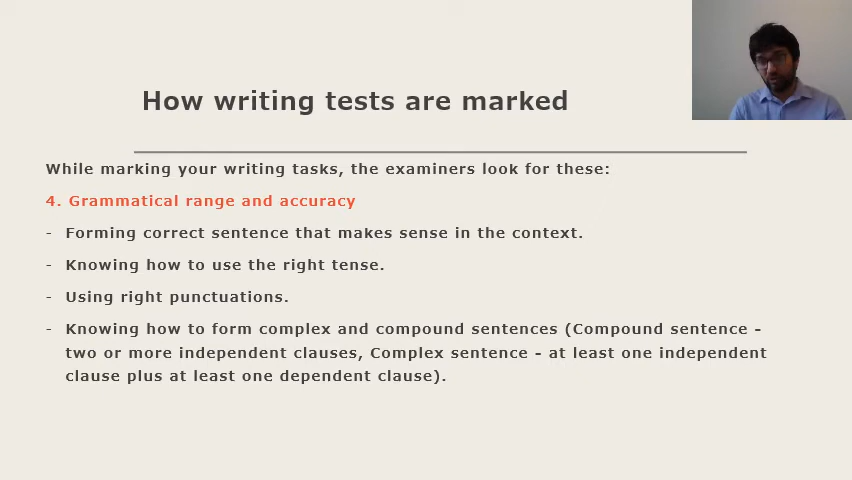 How writing tests are marked
While marking your writing tasks, the examiners look for these:
4. Grammatical range and accuracy
- Forming correct sentence that makes sense in the context.
- Knowing how to use the right tense.
- Using right punctuations.
- Knowing how to form complex and compound sentences (Compound sentence -
two or more independent clauses, Complex sentence - at least one independent
clause plus at least one dependent clause).